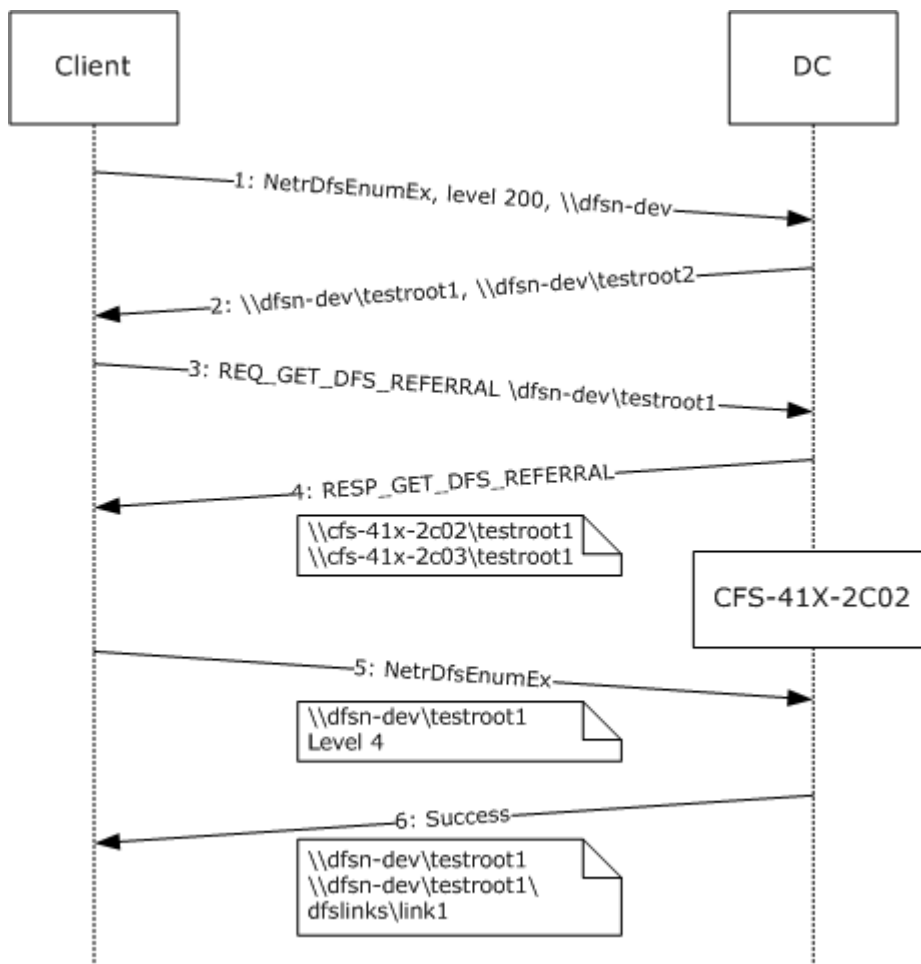 Client
DC
1: NetrDfsEnumEx, level 200, \\dfsn-dev
2: \\dfsn-dev\testroot1, \\dfsn-dev\testroot2
3: REQ_GET_DFS_REFERRAL \dfsn-dev\testroot1
4: RESP_GET_DFS_REFERRAL
\\cfs-41x-2c02\testroot1
\\cfs-41x-2c03\testroot1
CFS-41X-2C02
5: NetrDfsEnumEx
\\dfsn-dev\testroot1
Level 4
6: Success
\\dfsn-dev\testroot1
\\dfsn-dev\testroot1\
dfslinks\link1